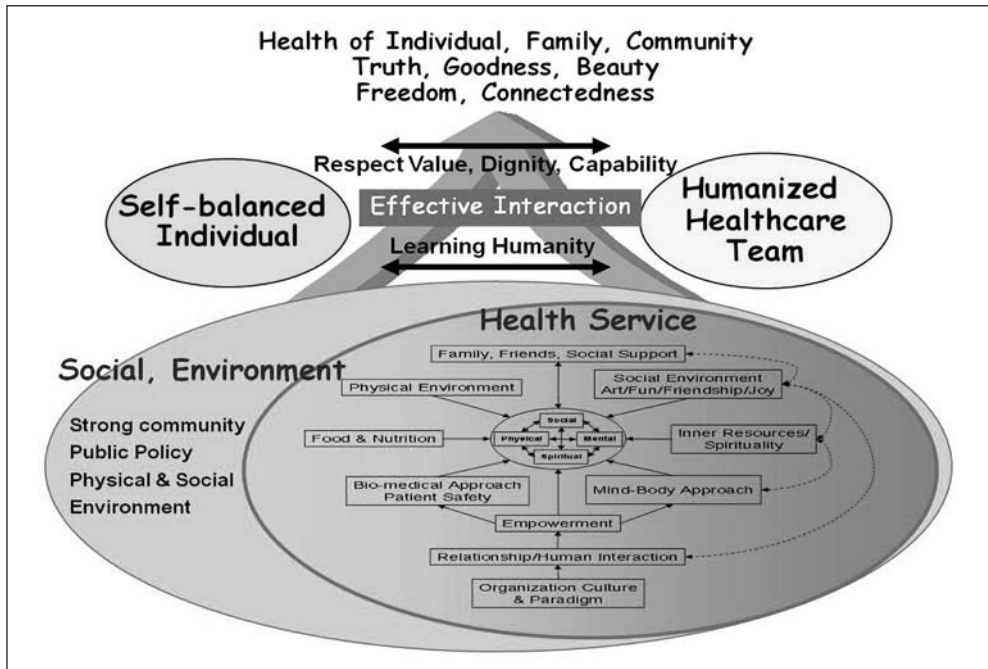 Health of Individual, Family, Community
Truth, Goodness, Beauty
Freedom, Connectedness
Respect Value, Dignity, Capability
Self-balanced
Individual
Effective Interaction
Humanized
Healthcare
Team
Learning Humanity
Health Service
Social, Environment
Strong community
Public Policy
Physical & Social
Environment
Family, Friends, Social Support
Physical Environment
Social Environment
Art/Fun/Friendship/Joy
Food & Nutrition
Social
Physical
Mental
Spiritual
Inner Resources/
Spirituality
Bio-medical Approach
Patient Safety
Mind-Body Approach
Empowerment
Relationship/Human Interaction
Organization Culture
& Paradigm